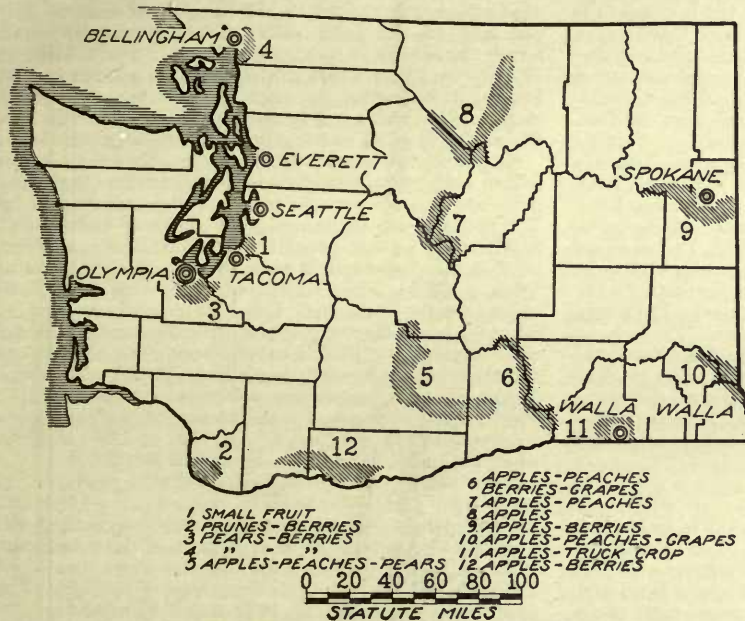 BELLINGHAM
4
8
EVERETT
SPOKANE
SEATTLE
7
9
1
OLYMPIA
TACOMA
3
5
6
10
WALLA WALLA
11
2
12
1 SMALL FRUIT
2 PRUNES-BERRIES
3 PEARS-BERRIES
4 " - "
5 APPLES-PEACHES-PEARS
6 APPLES-PEACHES
BERRIES-GRAPES
7 APPLES-PEACHES
8 APPLES
9 APPLES-BERRIES
10 APPLES-PEACHES-GRAPES
11 APPLES-TRUCK CROP
12 APPLES-BERRIES
0 20 40 60 80 100
STATUTE MILES